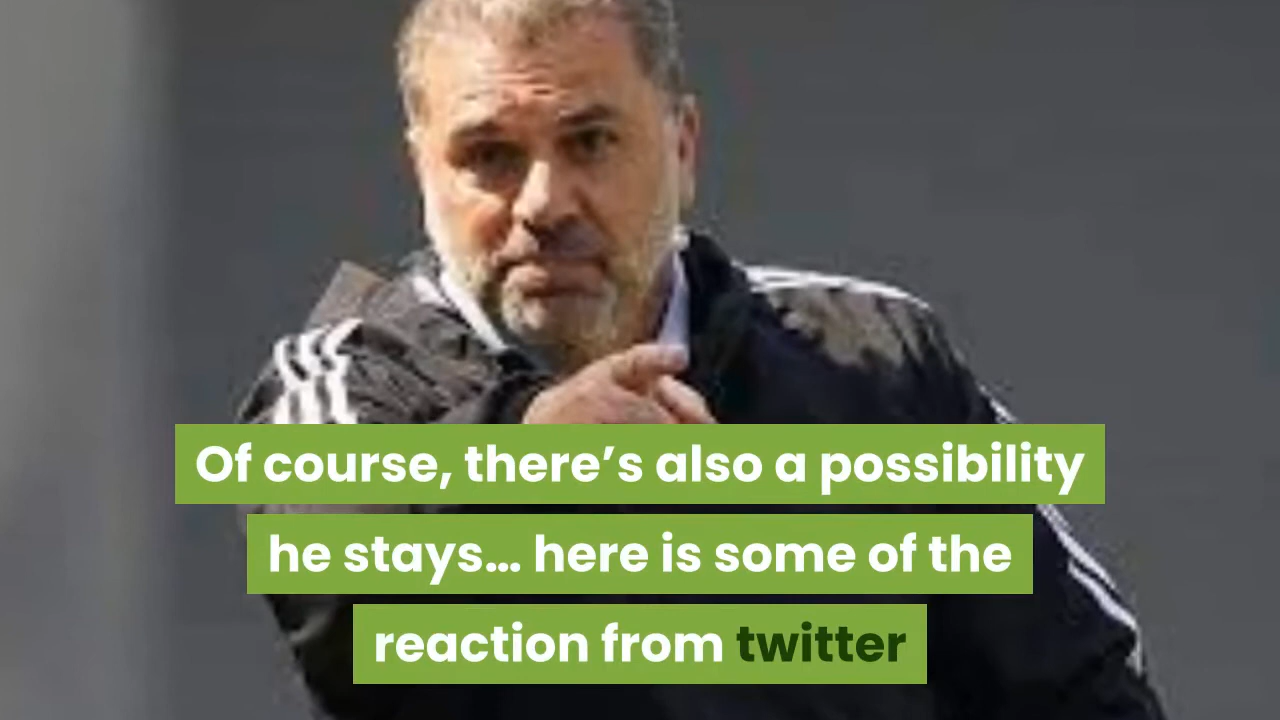 Of course, there’s also a possibility
he stays... here is some of the
reaction from twitter